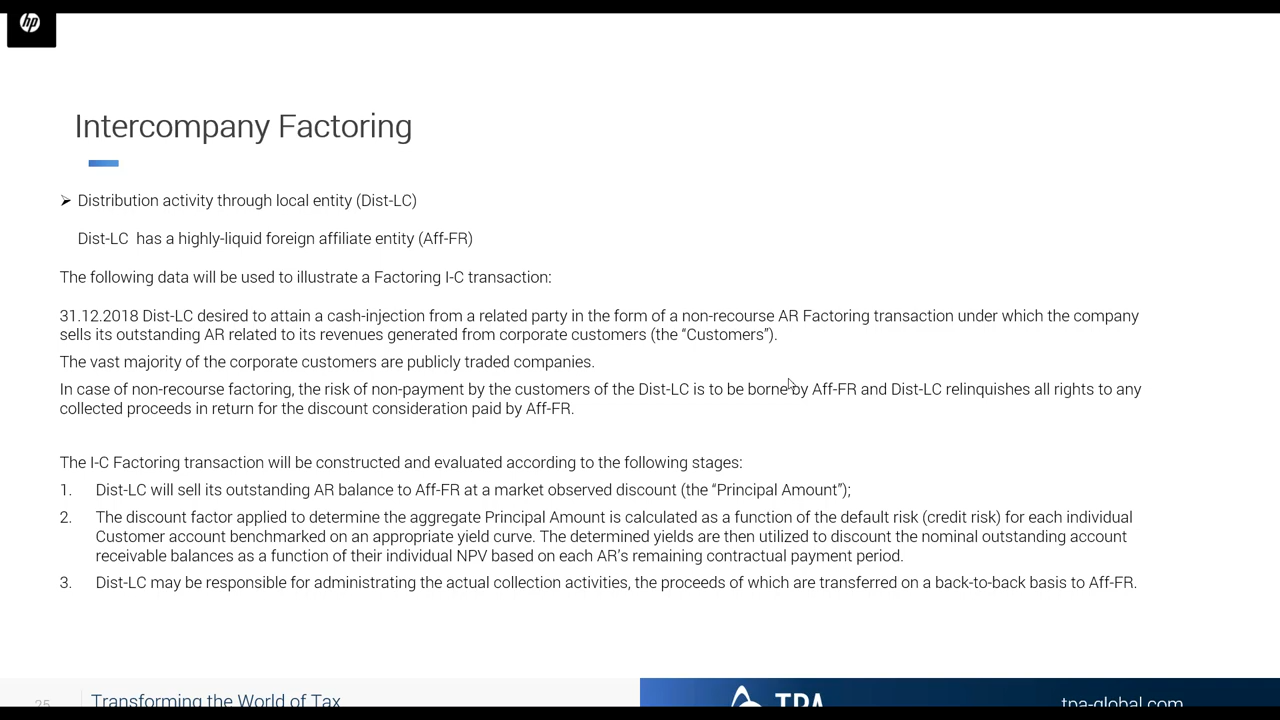 hp
Intercompany Factoring
➢ Distribution activity through local entity (Dist-LC)
Dist-LC has a highly-liquid foreign affiliate entity (Aff-FR)
The following data will be used to illustrate a Factoring I-C transaction:
31.12.2018 Dist-LC desired to attain a cash-injection from a related party in the form of a non-recourse AR Factoring transaction under which the company
sells its outstanding AR related to its revenues generated from corporate customers (the “Customers”).
The vast majority of the corporate customers are publicly traded companies.
In case of non-recourse factoring, the risk of non-payment by the customers of the Dist-LC is to be borne by Aff-FR and Dist-LC relinquishes all rights to any
collected proceeds in return for the discount consideration paid by Aff-FR.
The I-C Factoring transaction will be constructed and evaluated according to the following stages:
1. Dist-LC will sell its outstanding AR balance to Aff-FR at a market observed discount (the “Principal Amount”);
2. The discount factor applied to determine the aggregate Principal Amount is calculated as a function of the default risk (credit risk) for each individual
Customer account benchmarked on an appropriate yield curve. The determined yields are then utilized to discount the nominal outstanding account
receivable balances as a function of their individual NPV based on each AR’s remaining contractual payment period.
3. Dist-LC may be responsible for administrating the actual collection activities, the proceeds of which are transferred on a back-to-back basis to Aff-FR.
25 Transforming the World of Tax
TPA
tpa-global.com